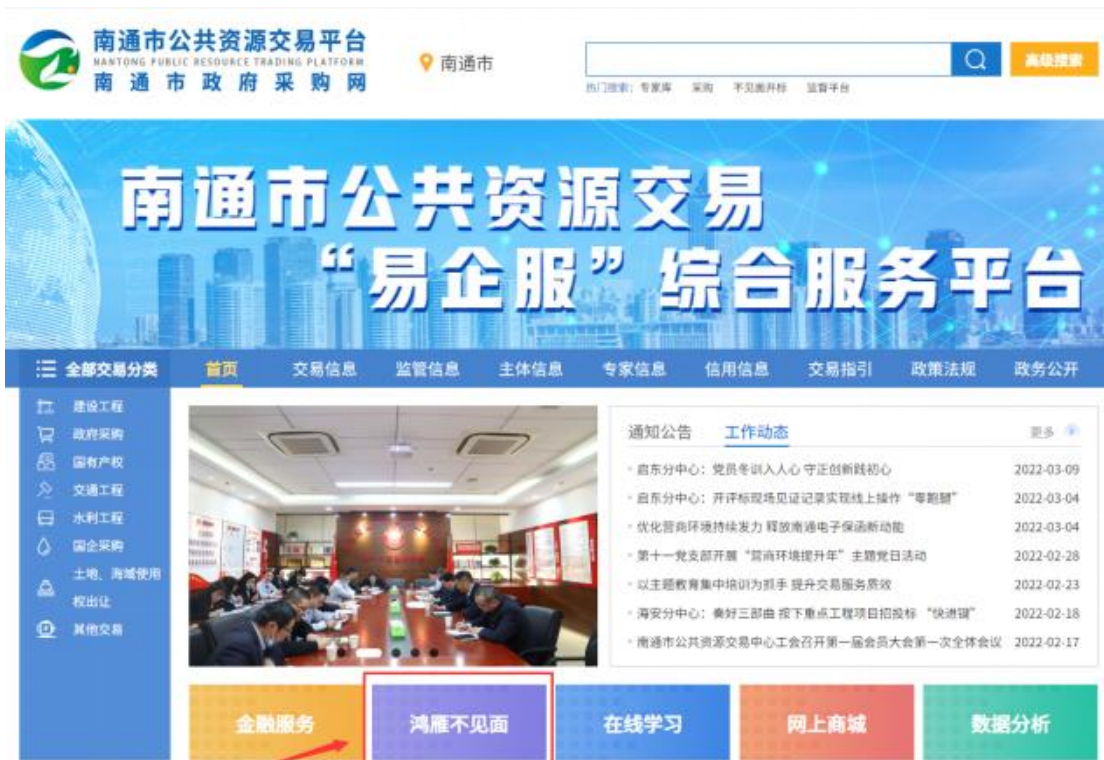 南通市公共资源交易平台
NANTONG PUBLIC RESOURCE TRADING PLATFORM
南通市政府采购网
南通市
高级搜索
热门搜索: 专家库 采购 不见面开标 监督平台
南通市公共资源交易
“易企服”综合服务平台
全部交易分类 首页 交易信息 监管信息 主体信息 专家信息 信用信息 交易指引 政策法规 政务公开
建设工程
政府采购
国有产权
交通工程
水利工程
国企采购
土地、海域使用
权出让
其他交易
通知公告 工作动态 更多
启东分中心：党员冬训入人心 守正创新践初心 2022-03-09
启东分中心：开评标现场见证记录实现线上操作“零跑腿” 2022-03-04
优化营商环境持续发力 释放南通电子保函新动能 2022-03-04
第十一党支部开展“营商环境提升年”主题党日活动 2022-02-28
以主题教育集中培训为抓手 提升交易服务质效 2022-02-23
海安分中心：奏好三部曲 按下重点工程项目招投标“快进键” 2022-02-18
南通市公共资源交易中心工会召开第一届会员大会第一次全体会议 2022-02-17
金融服务 鸿雁不见面 在线学习 网上商城 数据分析